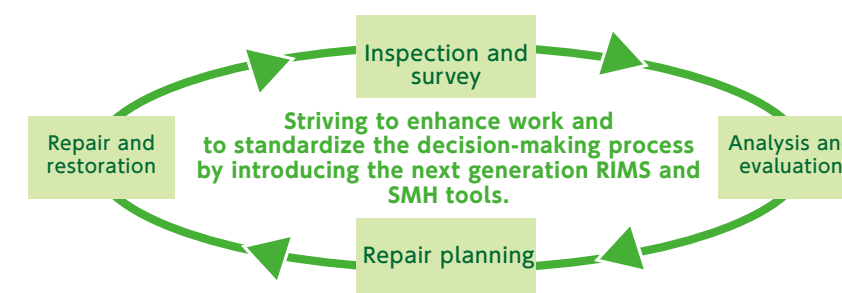 Inspection and
survey
Striving to enhance work and
to standardize the decision-making process
by introducing the next generation RIMS and
SMH tools.
Repair and
restoration
Analysis an
evaluation
Repair planning